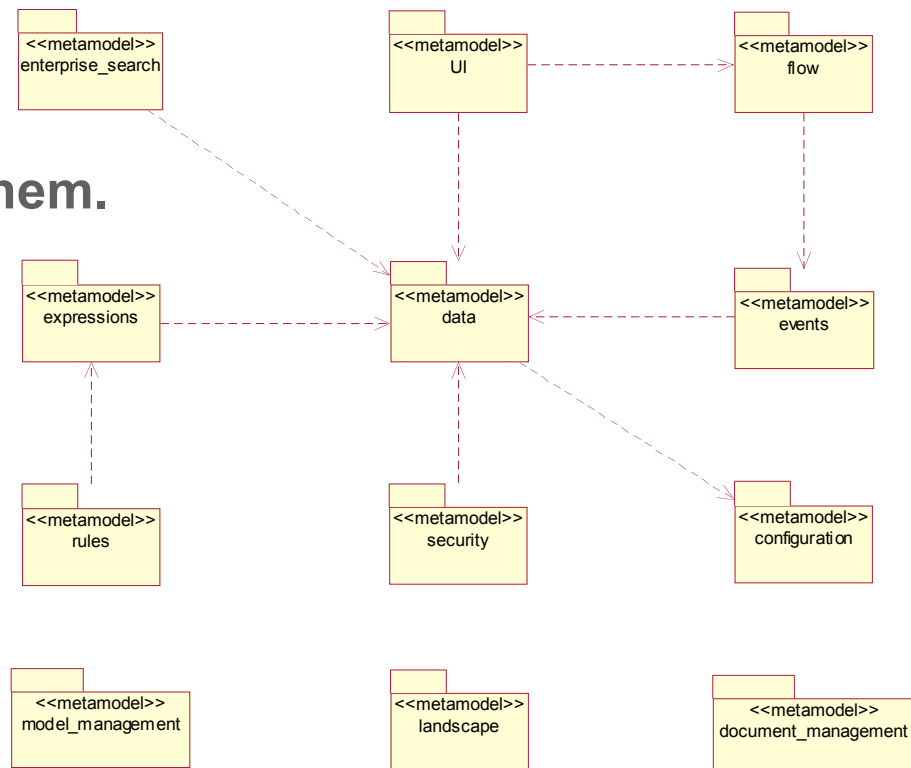 <<metamodel>>
enterprise_search
<<metamodel>>
UI
<<metamodel>>
flow
<<metamodel>>
expressions
<<metamodel>>
data
<<metamodel>>
events
<<metamodel>>
rules
<<metamodel>>
security
<<metamodel>>
configuration
<<metamodel>>
model_management
<<metamodel>>
landscape
<<metamodel>>
document_management